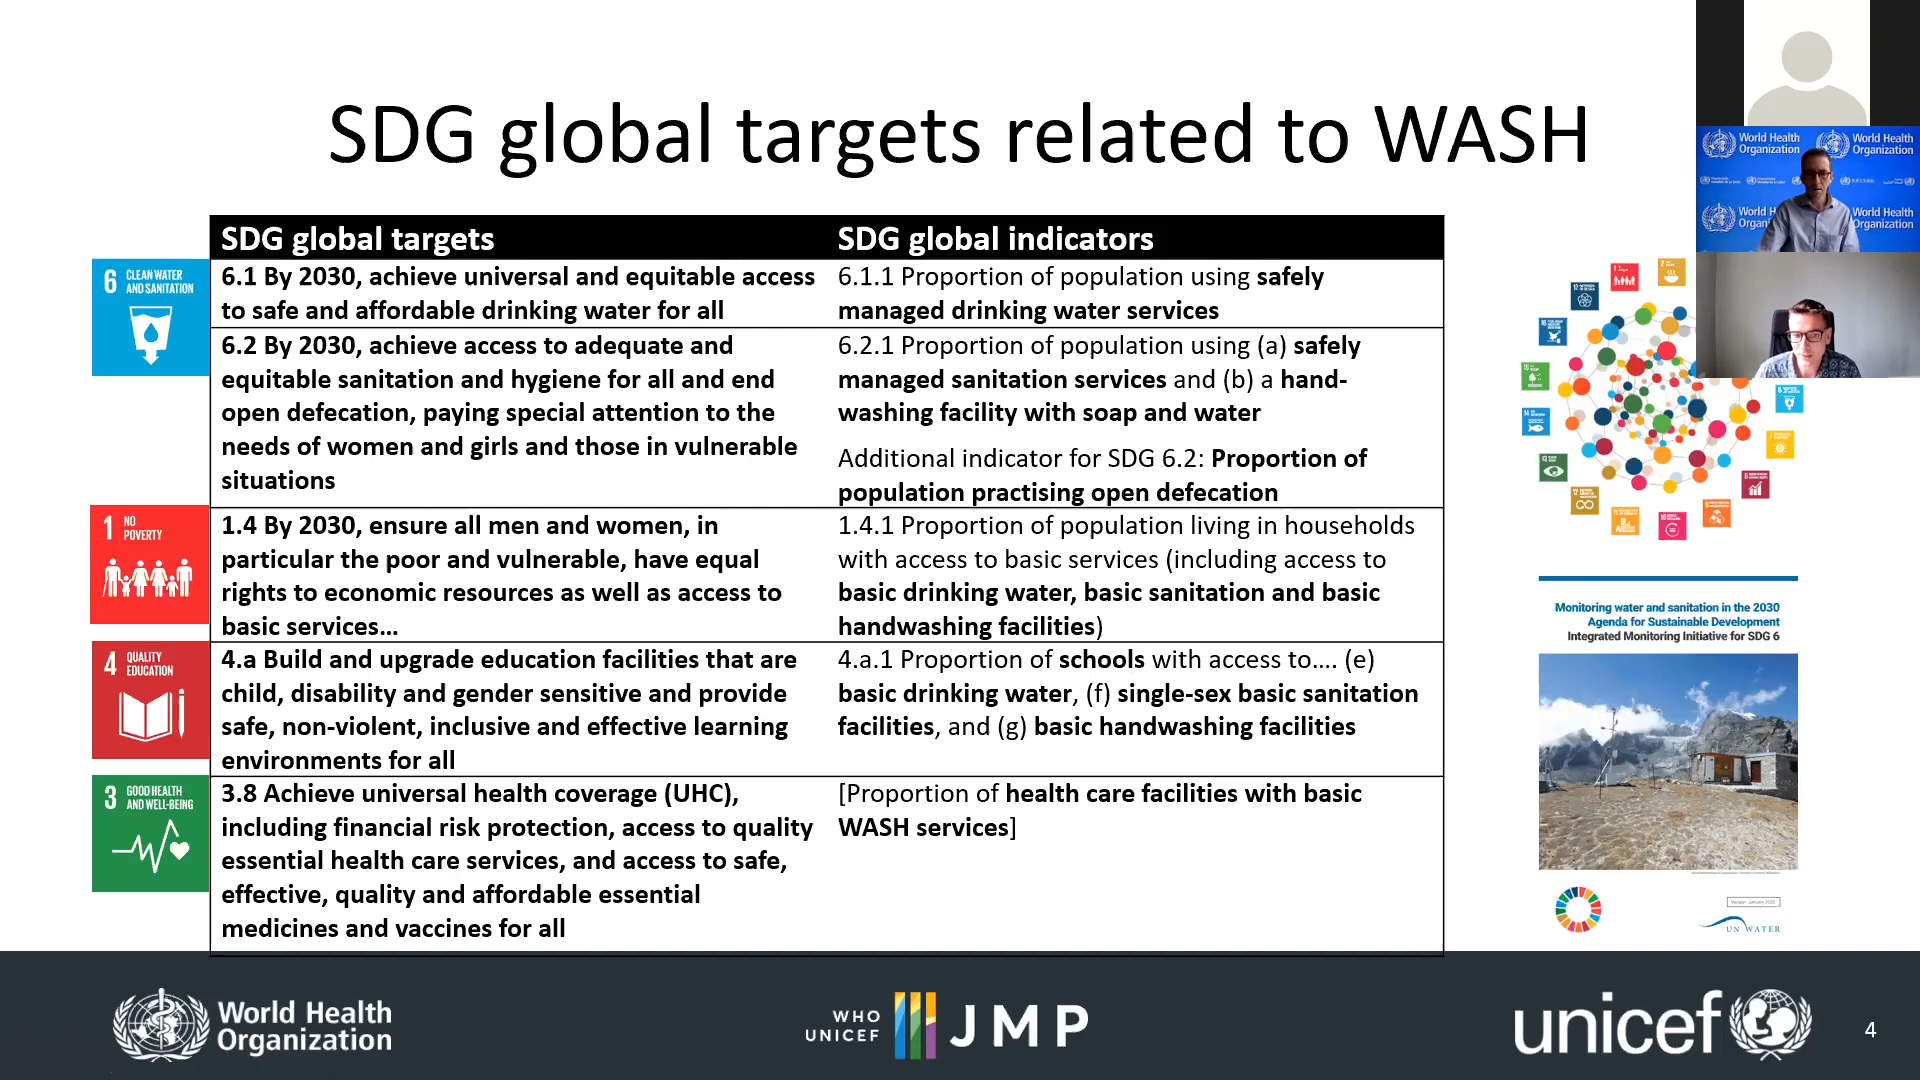 SDG global targets related to WASH
SDG global targets
SDG global indicators
6 CLEAN WATER
AND SANITATION
6.1 By 2030, achieve universal and equitable access
to safe and affordable drinking water for all
6.1.1 Proportion of population using safely
managed drinking water services
6.2 By 2030, achieve access to adequate and
equitable sanitation and hygiene for all and end
open defecation, paying special attention to the
needs of women and girls and those in vulnerable
situations
6.2.1 Proportion of population using (a) safely
managed sanitation services and (b) a hand-
washing facility with soap and water
Additional indicator for SDG 6.2: Proportion of
population practising open defecation
1 NO
POVERTY
1.4 By 2030, ensure all men and women, in
particular the poor and vulnerable, have equal
rights to economic resources as well as access to
basic services...
1.4.1 Proportion of population living in households
with access to basic services (including access to
basic drinking water, basic sanitation and basic
handwashing facilities)
4 QUALITY
EDUCATION
4.a Build and upgrade education facilities that are
child, disability and gender sensitive and provide
safe, non-violent, inclusive and effective learning
environments for all
4.a.1 Proportion of schools with access to.... (e)
basic drinking water, (f) single-sex basic sanitation
facilities, and (g) basic handwashing facilities
3 GOOD HEALTH
AND WELL-BEING
3.8 Achieve universal health coverage (UHC),
including financial risk protection, access to quality
essential health care services, and access to safe,
effective, quality and affordable essential
medicines and vaccines for all
[Proportion of health care facilities with basic
WASH services]
World Health
Organization
World Health
Organization
World H
Organ
World Health
Organization
Monitoring water and sanitation in the 2030
Agenda for Sustainable Development
Integrated Monitoring Initiative for SDG 6
UN WATER
World Health
Organization
WHO
UNICEF
JMP
unicef
4